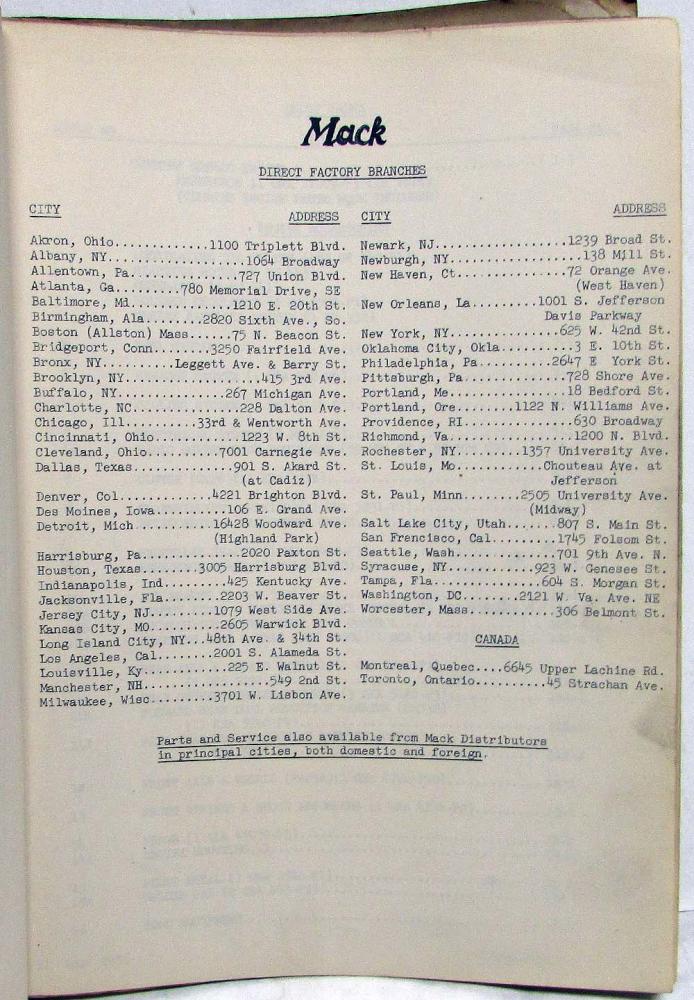 Mack
DIRECT FACTORY BRANCHES
CITY ADDRESS
Akron, Ohio.............1100 Triplett Blvd.
Albany, NY..................1064 Broadway
Allentown, Pa..............727 Union Blvd.
Atlanta, Ga........780 Memorial Drive, SE
Baltimore, Md.............1210 E. 20th St.
Birmingham, Ala.......2820 Sixth Ave., So.
Boston (Allston) Mass......75 N. Beacon St.
Bridgeport, Conn........3250 Fairfield Ave.
Bronx, NY..........Leggett Ave. & Barry St.
Brooklyn, NY...................415 3rd Ave.
Buffalo, NY...............267 Michigan Ave.
Charlotte, NC...............228 Dalton Ave.
Chicago, Ill..........33rd & Wentworth Ave.
Cincinnati, Ohio............1223 W. 8th St.
Cleveland, Ohio..........7001 Carnegie Ave.
Dallas, Texas.............901 S. Akard St.
(at Cadiz)
Denver, Col.............4221 Brighton Blvd.
Des Moines, Iowa..........106 E. Grand Ave.
Detroit, Mich...........16428 Woodward Ave.
(Highland Park)
Harrisburg, Pa.............2020 Paxton St.
Houston, Texas........3005 Harrisburg Blvd.
Indianapolis, Ind.........425 Kentucky Ave.
Jacksonville, Fla.......2203 W. Beaver St.
Jersey City, NJ.........1079 West Side Ave.
Kansas City, MO..........2605 Warwick Blvd.
Long Island City, NY...48th Ave. & 34th St.
Los Angeles, Cal.........2001 S. Alameda St.
Louisville, Ky............225 E. Walnut St.
Manchester, NH..................549 2nd St.
Milwaukee, Wisc.........3701 W. Lisbon Ave.
CITY ADDRESS
Newark, NJ.................1239 Broad St.
Newburgh, NY.................138 Mill St.
New Haven, Ct..............72 Orange Ave.
(West Haven)
New Orleans, La.........1001 S. Jefferson
Davis Parkway
New York, NY...............625 W. 42nd St.
Oklahoma City, Okla..........3 E. 10th St.
Philadelphia, Pa..........2647 E York St.
Pittsburgh, Pa..............728 Shore Ave.
Portland, Me...............18 Bedford St.
Portland, Ore.......1122 N. Williams Ave.
Providence, RI..............630 Broadway
Richmond, Va................1200 N. Blvd.
Rochester, NY........1357 University Ave.
St. Louis, Mo...........Chouteau Ave. at
Jefferson
St. Paul, Minn.......2505 University Ave.
(Midway)
Salt Lake City, Utah.......807 S. Main St.
San Frencisco, Cal.........1745 Folsom St.
Seattle, Wash.............701 9th Ave. N.
Syracuse, NY...........923 W. Genesee St.
Tampa, Fla..............604 S. Morgan St.
Washington, DC........2121 W. Va. Ave. NE
Worcester, Mass............306 Belmont St.
CANADA
Montreal, Quebec....6645 Upper Lachine Rd.
Toronto, Ontario..........45 Strachan Ave.
Parts and Service also available from Mack Distributors
in principal cities, both domestic and foreign.